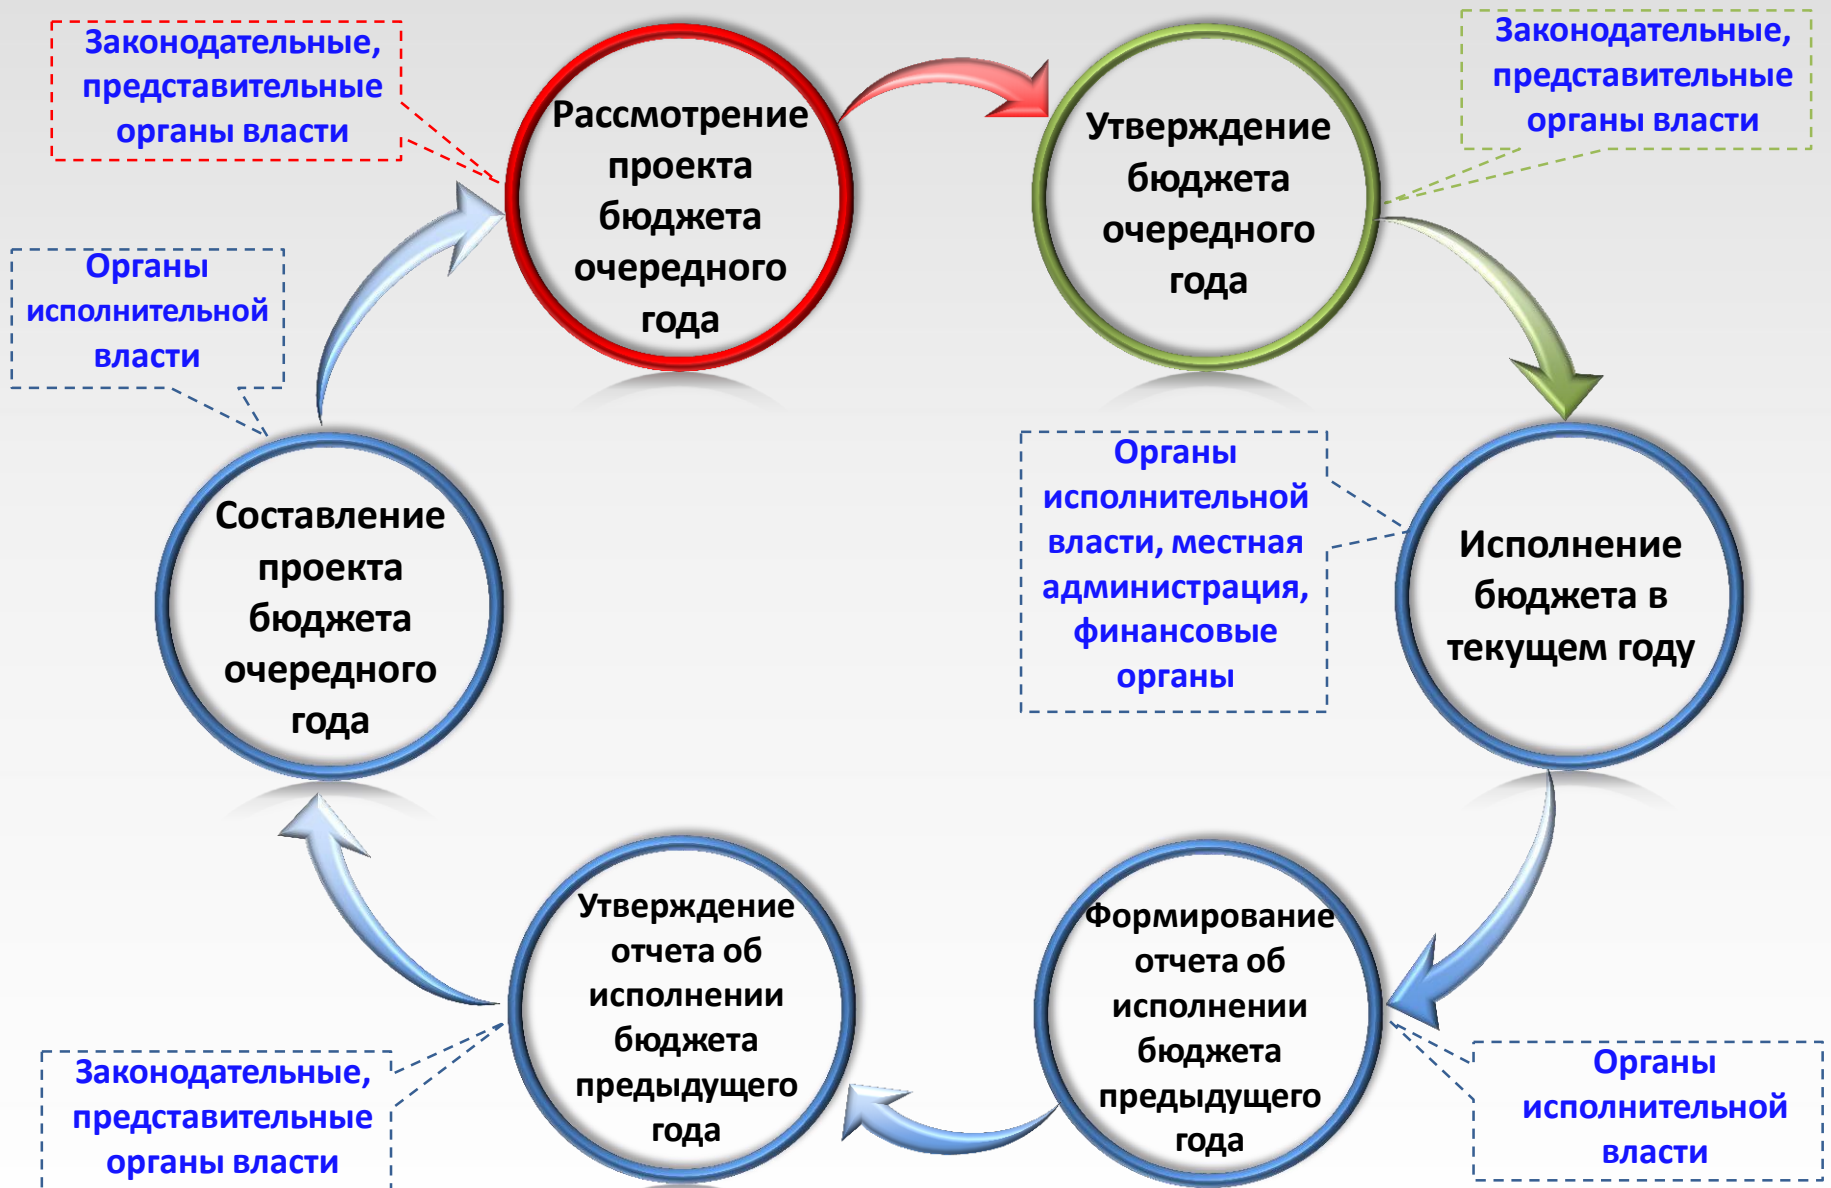 Законодательные,
представительные
органы власти
Рассмотрение
проекта
бюджета
очередного
года
Утверждение
бюджета
очередного
года
Законодательные,
представительные
органы власти
Органы
исполнительной
власти
Составление
проекта
бюджета
очередного
года
Органы
исполнительной
власти, местная
администрация,
финансовые
органы
Исполнение
бюджета в
текущем году
Утверждение
отчета об
исполнении
бюджета
предыдущего
года
Формирование
отчета об
исполнении
бюджета
предыдущего
года
Законодательные,
представительные
органы власти
Органы
исполнительной
власти